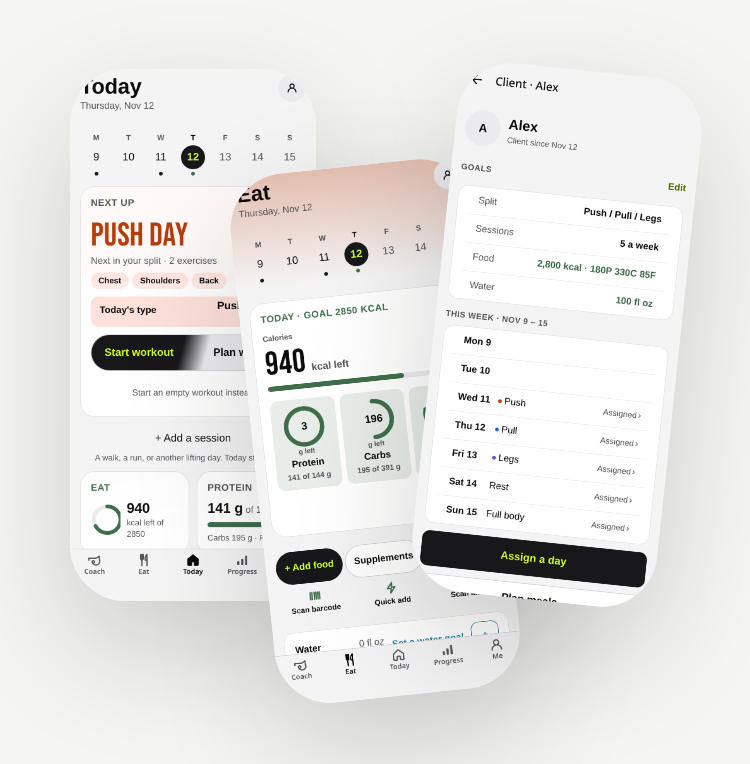 Today
Thursday, Nov 12
M T W T F S S
9 10 11 12 13 14 15
NEXT UP
PUSH DAY
Next in your split · 2 exercises
Chest Shoulders Back
Today's type
Start workout
Plan
Start an empty workout
+ Add a session
A walk, a run, or another lifting day. Today
EAT
940
kcal left of
2850
PROTEIN
141 g of
Carbs 195 g ·
Coach Eat Today Progress
Eat
Thursday, Nov 12
M T W T F S
9 10 11 12 13 14
TODAY · GOAL 2850 KCAL
Calories
940 kcal left
3
g left
Protein
141 of 144 g
196
g left
Carbs
195 of 391 g
+ Add food
Supplements
Scan barcode
Quick add
Water
0 fl oz
Set a water goal
Coach Eat Today Progress Me
← Client · Alex
A
Alex
Client since Nov 12
GOALS
Edit
Split Push / Pull / Legs
Sessions 5 a week
Food 2,800 kcal · 180P 330C 85F
Water 100 fl oz
THIS WEEK · NOV 9 – 15
Mon 9
Tue 10
Wed 11 Push Assigned ›
Thu 12 Pull Assigned ›
Fri 13 Legs Assigned ›
Sat 14 Rest Assigned ›
Sun 15 Full body Assigned ›
Assign a day
Plan meals